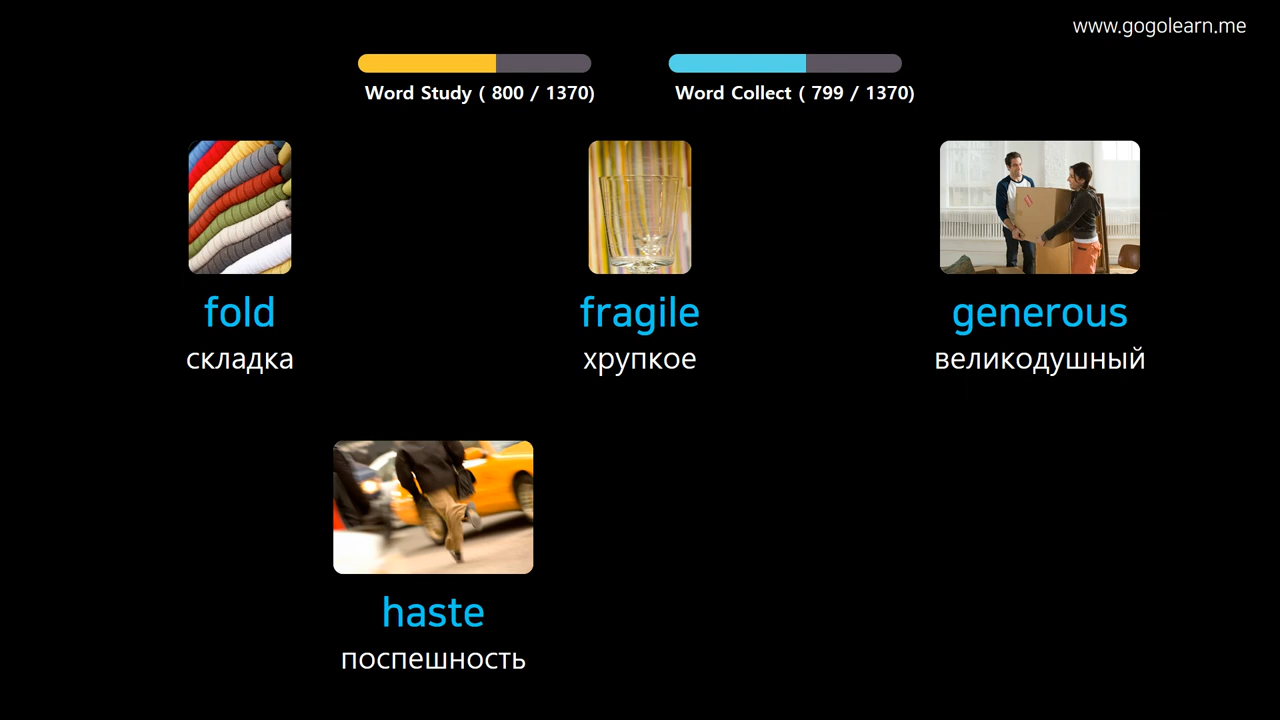 www.gogolearn.me
Word Study ( 800 / 1370)
Word Collect ( 799 / 1370)
fold
складка
fragile
хрупкое
generous
великодушный
haste
поспешность